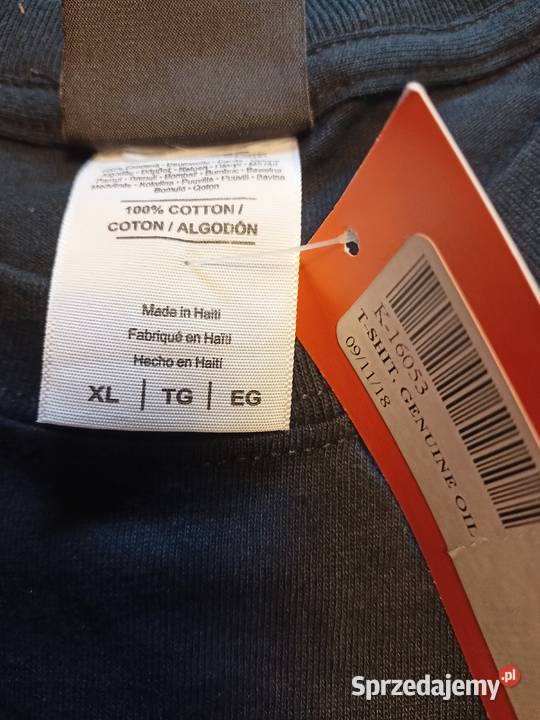 100% COTTON /
COTON / ALGODÓN
Made in Haiti
Fabriqué en Haïti
Hecho en Haití
XL | TG | EG
K-16053
T-SHIT- GENUINE OIL
09/11/18
Sprzedajemy.pl